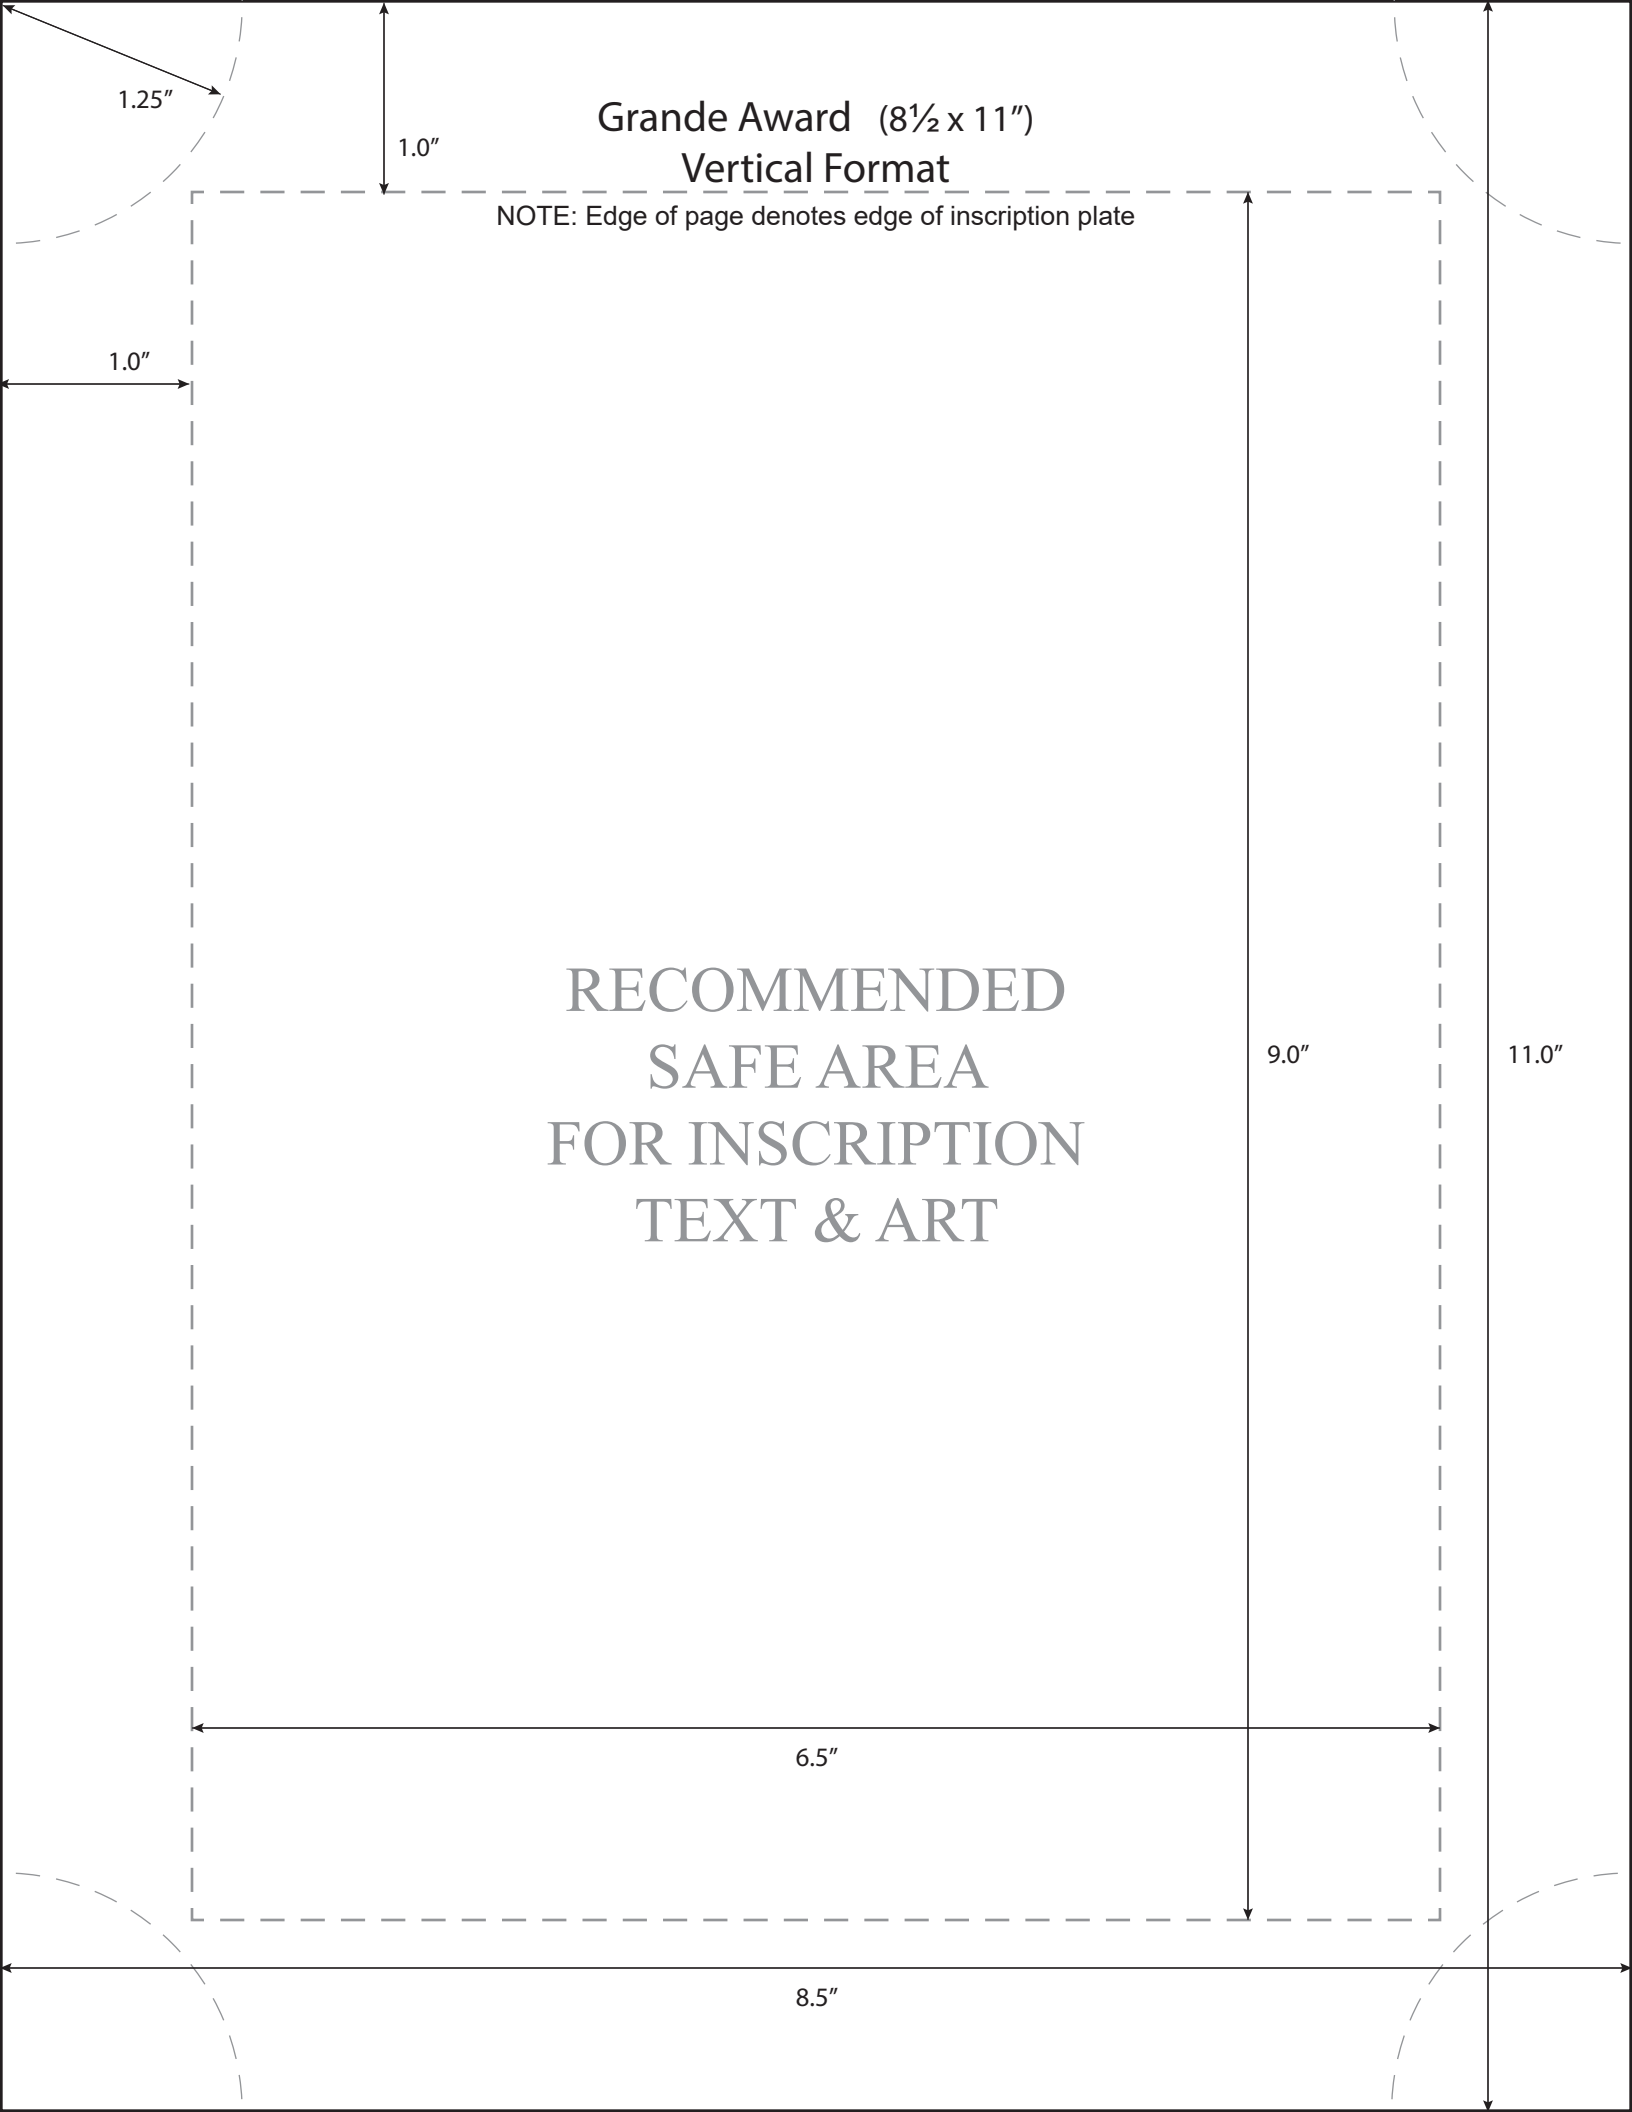 1.25”
1.0”
Grande Award (8½ x 11”)
Vertical Format
NOTE: Edge of page denotes edge of inscription plate
1.0”
RECOMMENDED
SAFE AREA
FOR INSCRIPTION
TEXT & ART
9.0”
11.0”
6.5”
8.5”